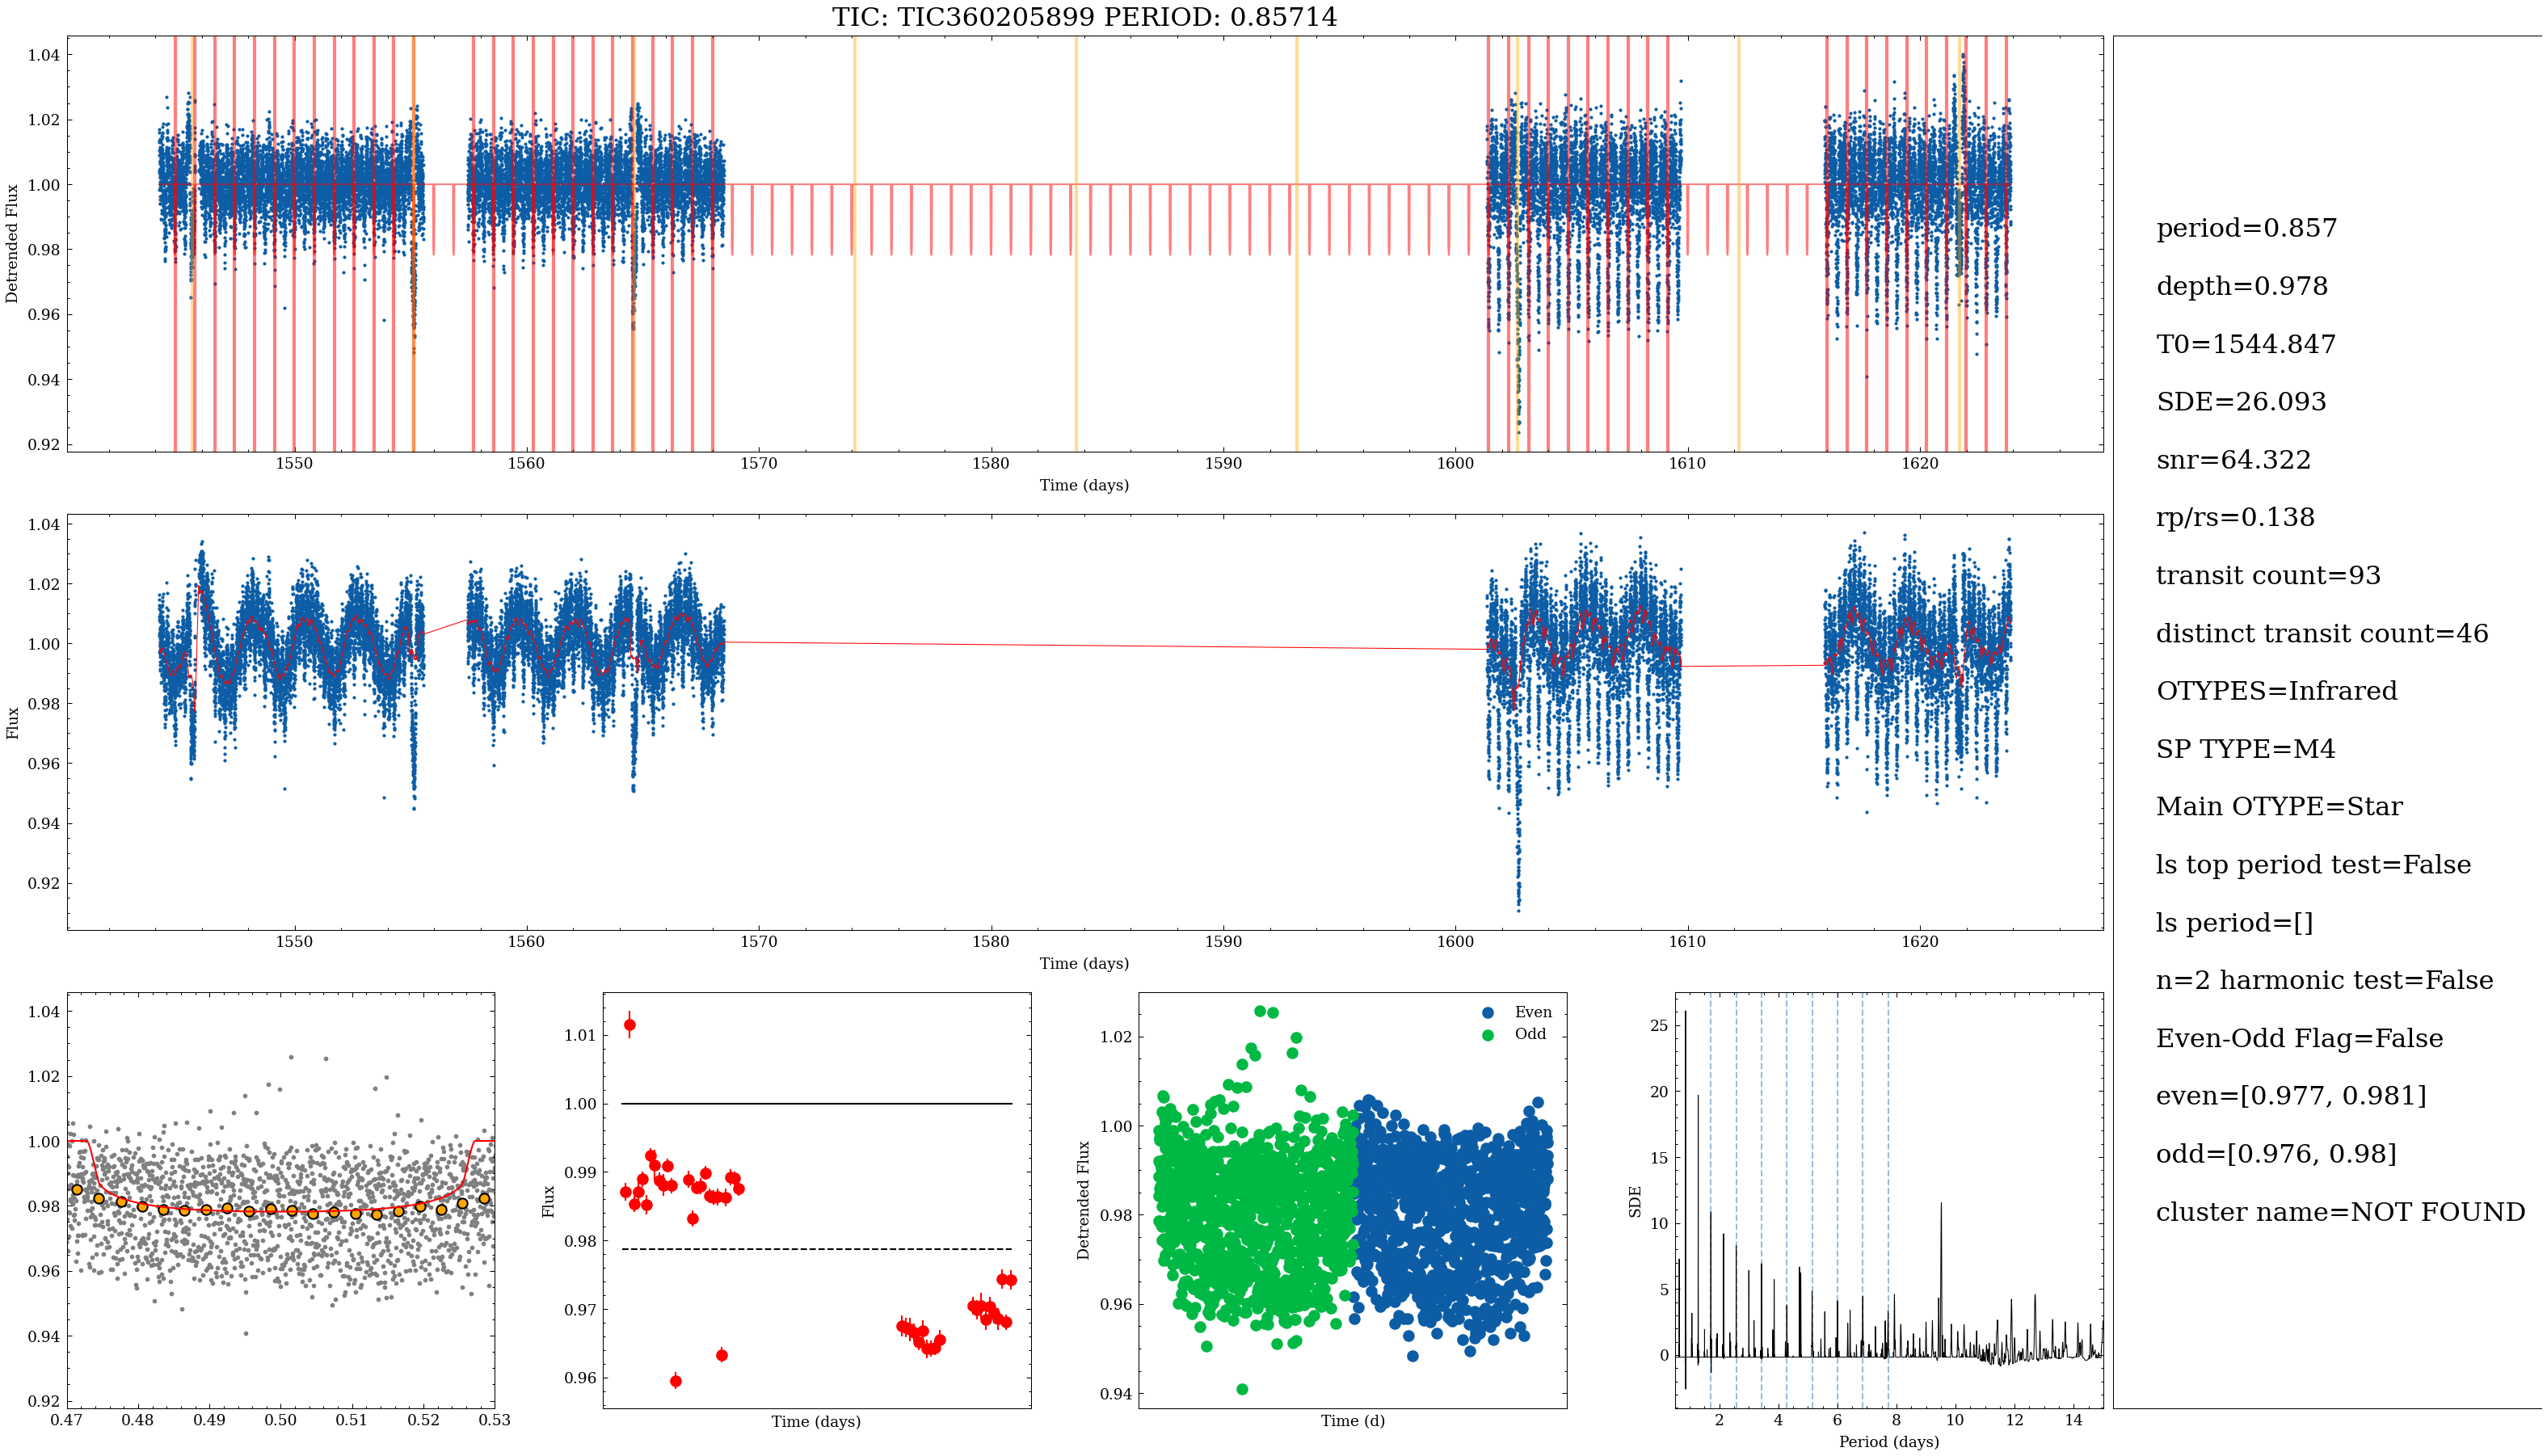 TIC: TIC360205899 PERIOD: 0.85714
1.04
1.02
1.00
0.98
0.96
0.94
0.92
Detrended Flux
1550
1560
1570
1580
1590
1600
1610
1620
Time (days)
1.04
1.02
1.00
0.98
0.96
0.94
0.92
Flux
1550
1560
1570
1580
1590
1600
1610
1620
Time (days)
1.04
1.02
1.00
0.98
0.96
0.94
0.92
0.47
0.48
0.49
0.50
0.51
0.52
0.53
1.01
1.00
0.99
0.98
0.97
0.96
Flux
Time (days)
Even
Odd
1.02
1.00
0.98
0.96
0.94
Detrended Flux
Time (d)
25
20
15
10
5
0
SDE
2
4
6
8
10
12
14
Period (days)
period=0.857
depth=0.978
T0=1544.847
SDE=26.093
snr=64.322
rp/rs=0.138
transit count=93
distinct transit count=46
OTYPES=Infrared
SP TYPE=M4
Main OTYPE=Star
ls top period test=False
ls period=[]
n=2 harmonic test=False
Even-Odd Flag=False
even=[0.977, 0.981]
odd=[0.976, 0.98]
cluster name=NOT FOUND